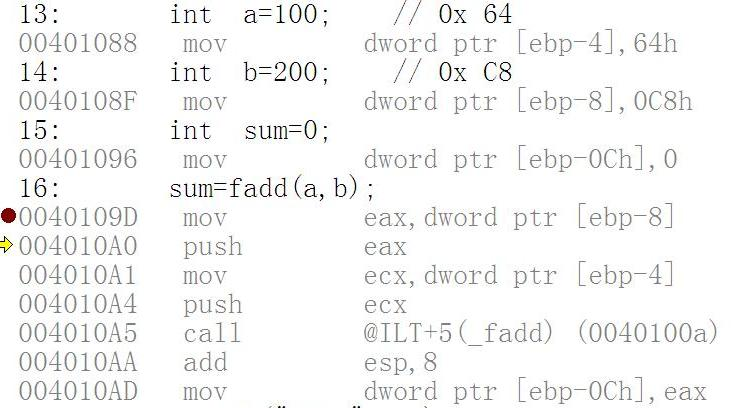 13: int a=100; // 0x 64
00401088 mov dword ptr [ebp-4],64h
14: int b=200; // 0x C8
0040108F mov dword ptr [ebp-8],0C8h
15: int sum=0;
00401096 mov dword ptr [ebp-0Ch],0
16: sum=fadd(a,b);
0040109D mov eax,dword ptr [ebp-8]
004010A0 push eax
004010A1 mov ecx,dword ptr [ebp-4]
004010A4 push ecx
004010A5 call @ILT+5(_fadd) (0040100a)
004010AA add esp,8
004010AD mov dword ptr [ebp-0Ch],eax